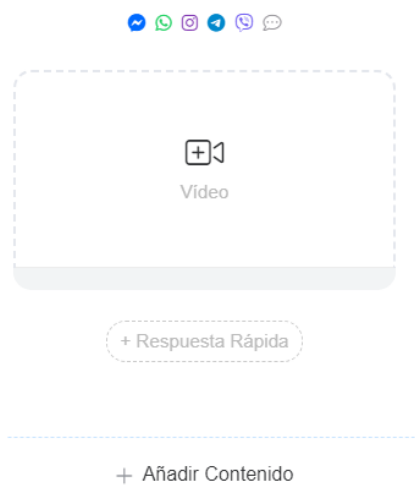 Vídeo
+ Respuesta Rápida
+ Añadir Contenido